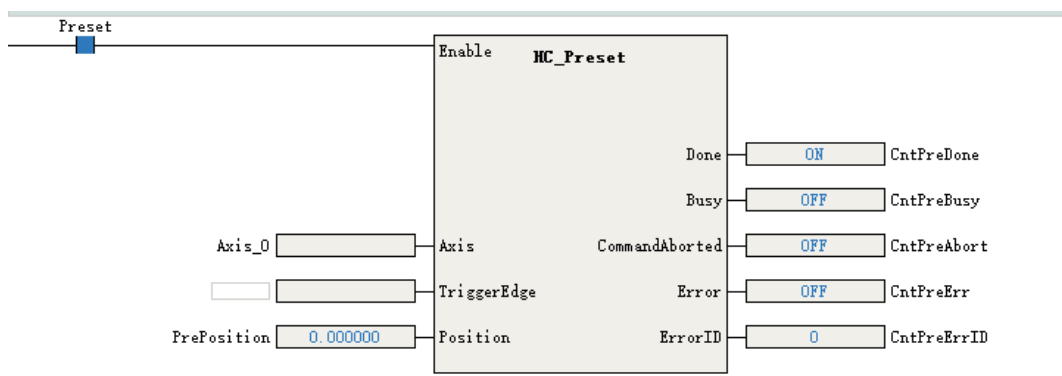 Preset
Enable HC_Preset
Done ON CntPreDone
Busy OFF CntPreBusy
Axis_0 Axis CommandAborted OFF CntPreAbort
TriggerEdge Error OFF CntPreErr
PrePosition 0.000000 Position ErrorID 0 CntPreErrID